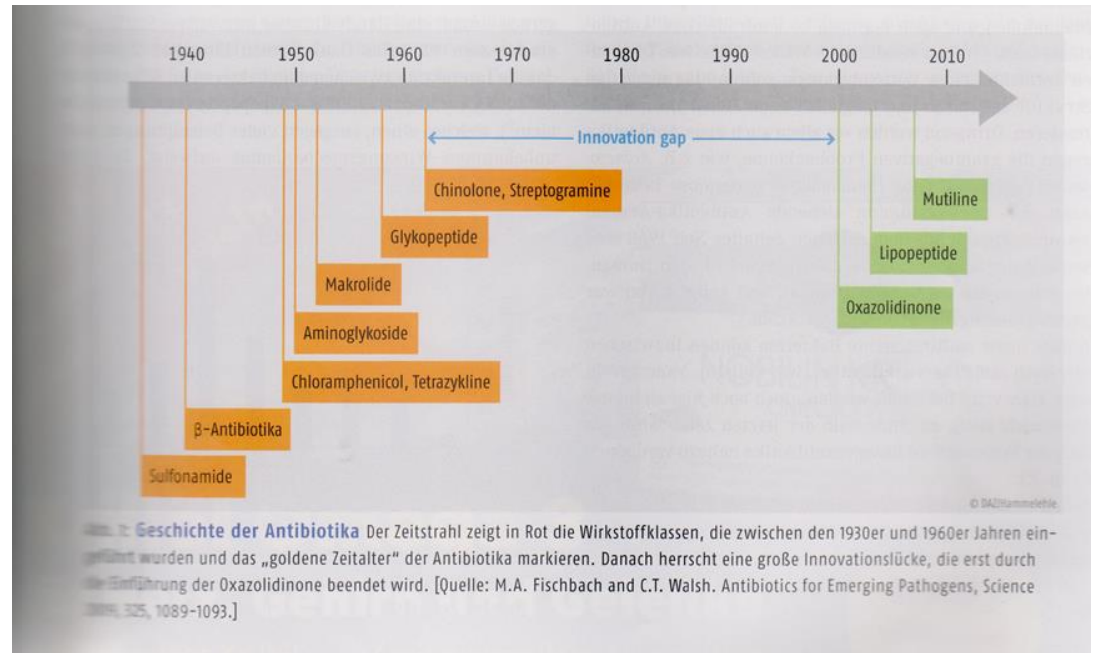 1940 1950 1960 1970 1980 1990 2000 2010
Innovation gap
Chinolone, Streptogramine
Mutiline
Glykopeptide
Lipopeptide
Makrolide
Oxazolidinone
Aminoglykoside
Chloramphenicol, Tetrazykline
β-Antibiotika
Sulfonamide
© DAZ/Hammelehle
Geschichte der Antibiotika Der Zeitstrahl zeigt in Rot die Wirkstoffklassen, die zwischen den 1930er und 1960er Jahren ein-
geführt wurden und das „goldene Zeitalter“ der Antibiotika markieren. Danach herrscht eine große Innovationslücke, die erst durch
die Einführung der Oxazolidinone beendet wird. [Quelle: M.A. Fischbach and C.T. Walsh. Antibiotics for Emerging Pathogens, Science
325, 1089-1093.]